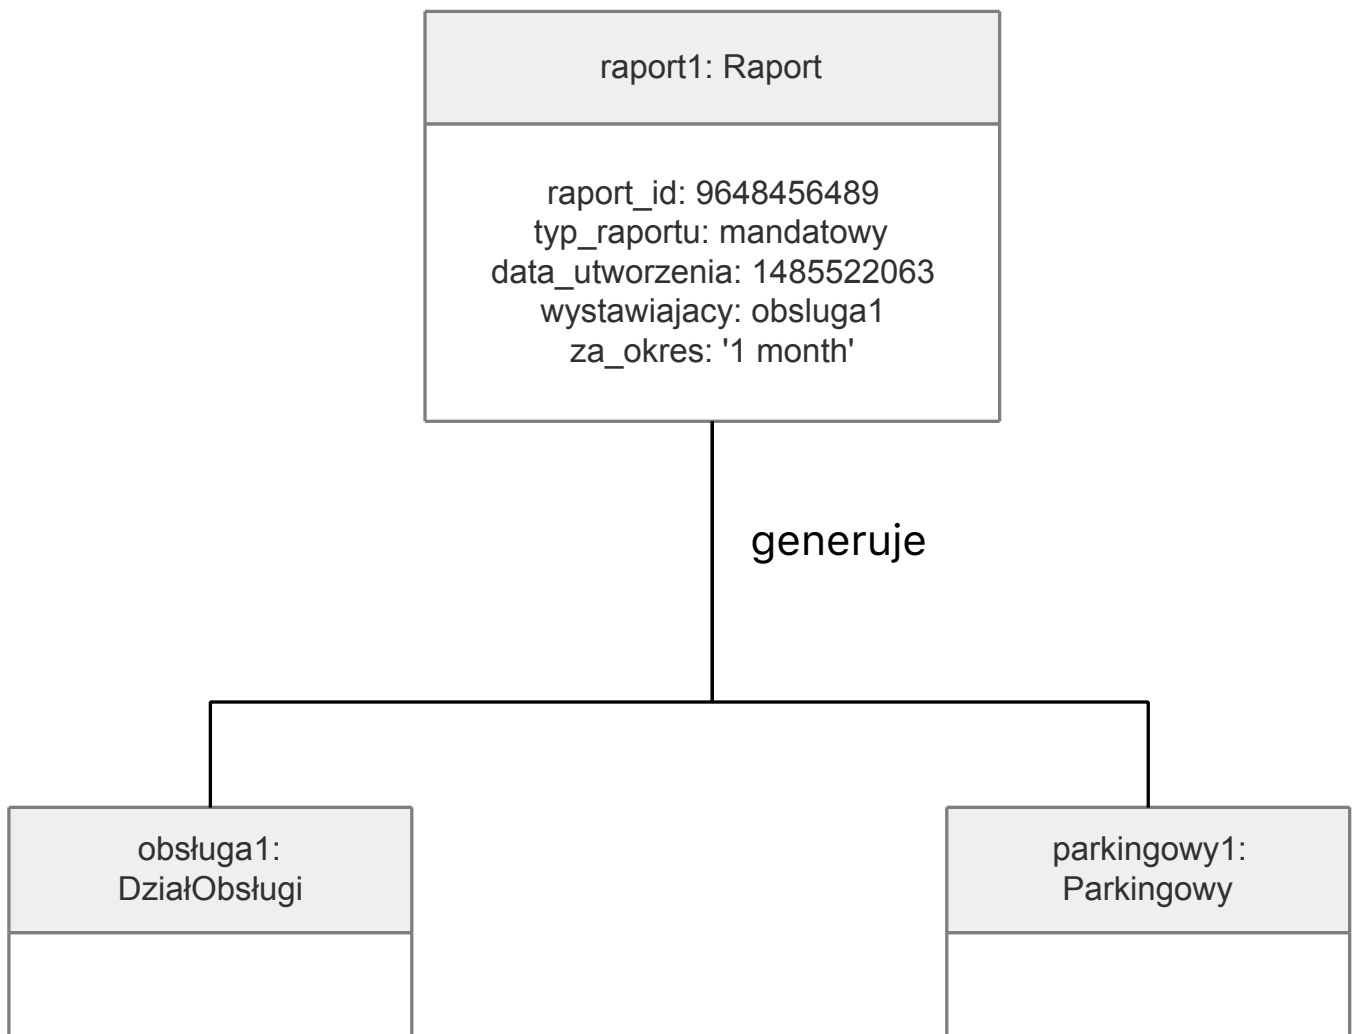 raport1: Raport
raport_id: 9648456489
typ_raportu: mandatowy
data_utworzenia: 1485522063
wystawiajacy: obsluga1
za_okres: '1 month'
generuje
obsługa1:
DziałObsługi
parkingowy1:
Parkingowy